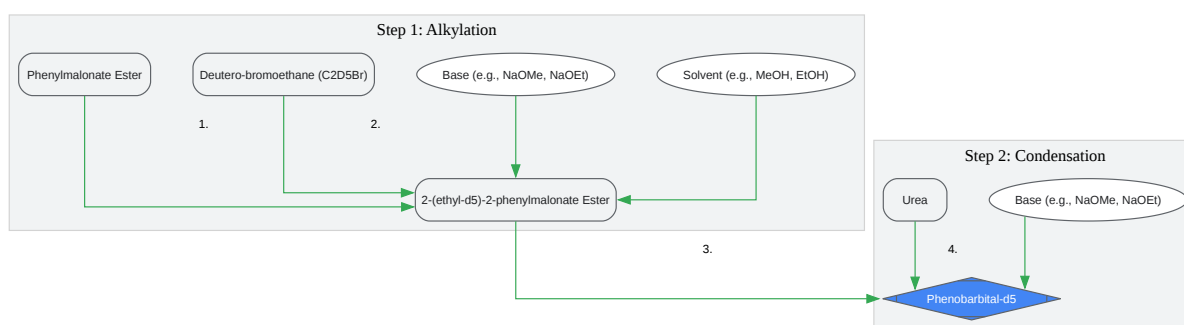 Step 1: Alkylation
Phenylmalonate Ester
Deutero-bromoethane (C2D5Br)
Base (e.g., NaOMe, NaOEt)
Solvent (e.g., MeOH, EtOH)
1.
2.
2-(ethyl-d5)-2-phenylmalonate Ester
3.
Step 2: Condensation
Urea
Base (e.g., NaOMe, NaOEt)
4.
Phenobarbital-d5